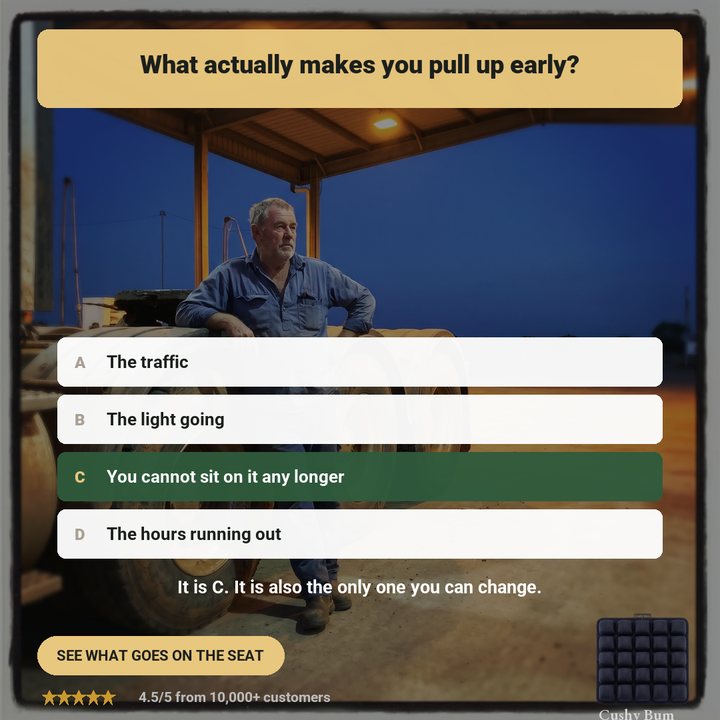 What actually makes you pull up early?
A The traffic
B The light going
C You cannot sit on it any longer
D The hours running out
It is C. It is also the only one you can change.
SEE WHAT GOES ON THE SEAT
4.5/5 from 10,000+ customers
Cushy Bum